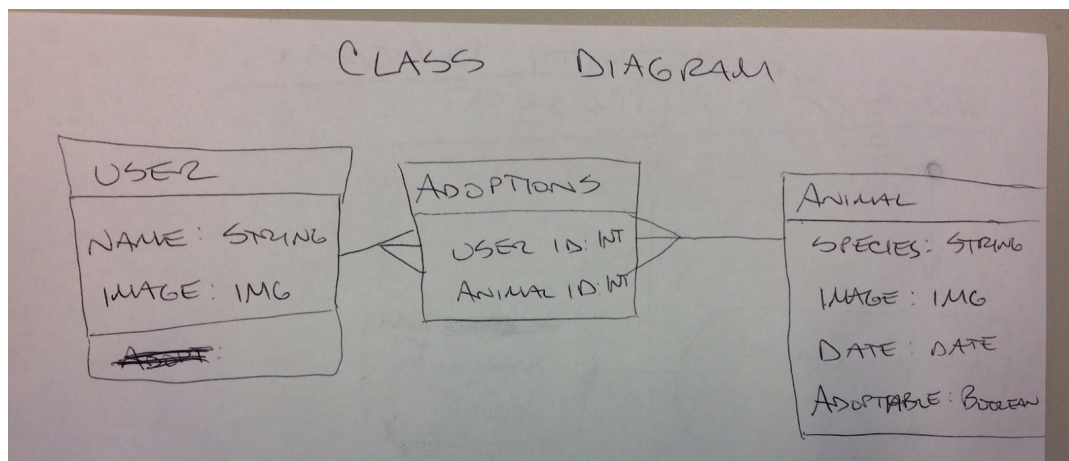 CLASS DIAGRAM
USER
NAME: STRING
IMAGE: IMG
ADOPTIONS
USER ID: INT
ANIMAL ID: INT
ANIMAL
SPECIES: STRING
IMAGE: IMG
DATE: DATE
ADOPTABLE: BOOLEAN